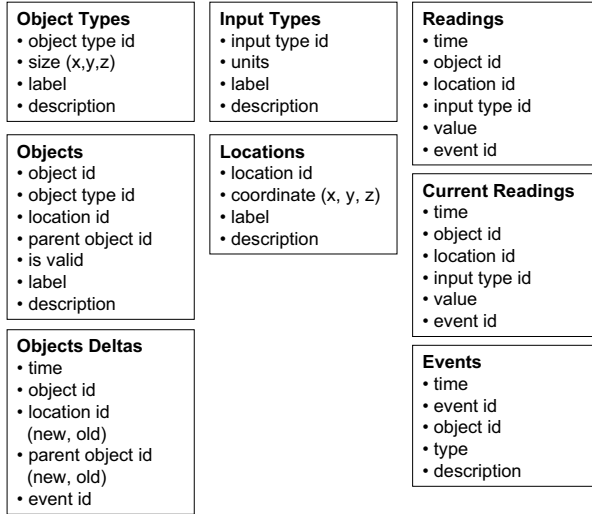 Object Types
• object type id
• size (x,y,z)
• label
• description
Objects
• object id
• object type id
• location id
• parent object id
• is valid
• label
• description
Objects Deltas
• time
• object id
• location id
(new, old)
• parent object id
(new, old)
• event id
Input Types
• input type id
• units
• label
• description
Locations
• location id
• coordinate (x, y, z)
• label
• description
Readings
• time
• object id
• location id
• input type id
• value
• event id
Current Readings
• time
• object id
• location id
• input type id
• value
• event id
Events
• time
• event id
• object id
• type
• description